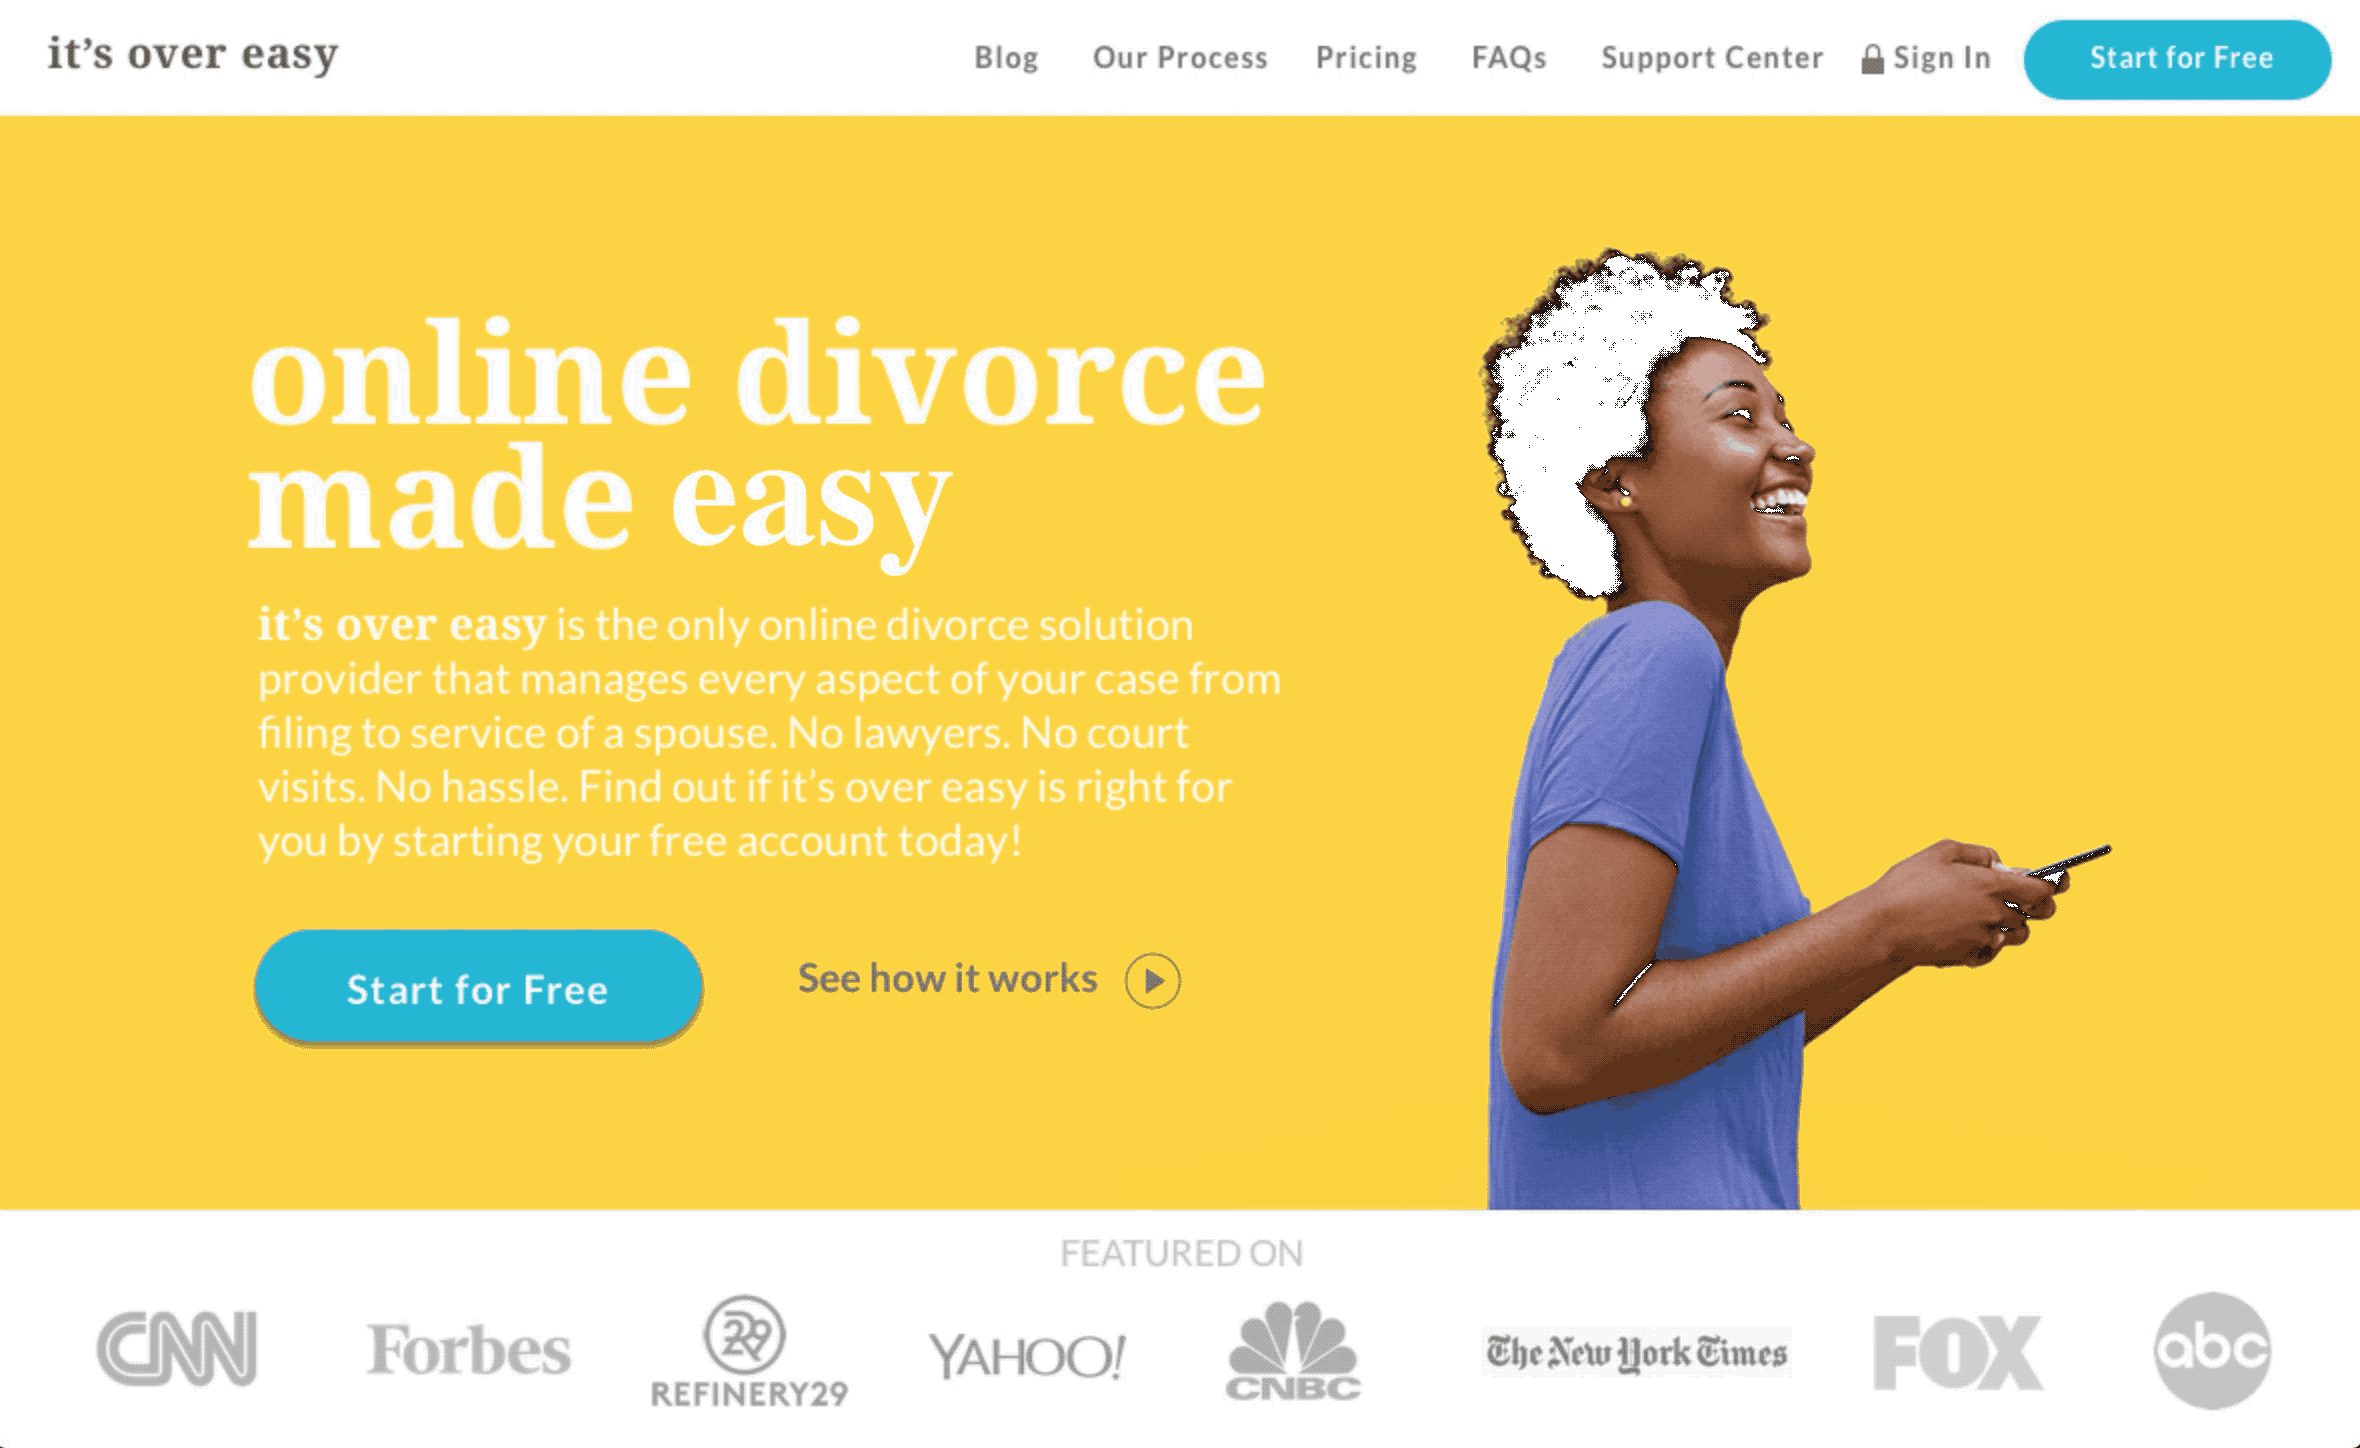 it’s over easy
Blog Our Process Pricing FAQs Support Center Sign In Start for Free
online divorce
made easy
it’s over easy is the only online divorce solution
provider that manages every aspect of your case from
filing to service of a spouse. No lawyers. No court
visits. No hassle. Find out if it’s over easy is right for
you by starting your free account today!
Start for Free
See how it works
FEATURED ON
CNN
Forbes
R29
REFINERY29
YAHOO!
CNBC
The New York Times
FOX
abc